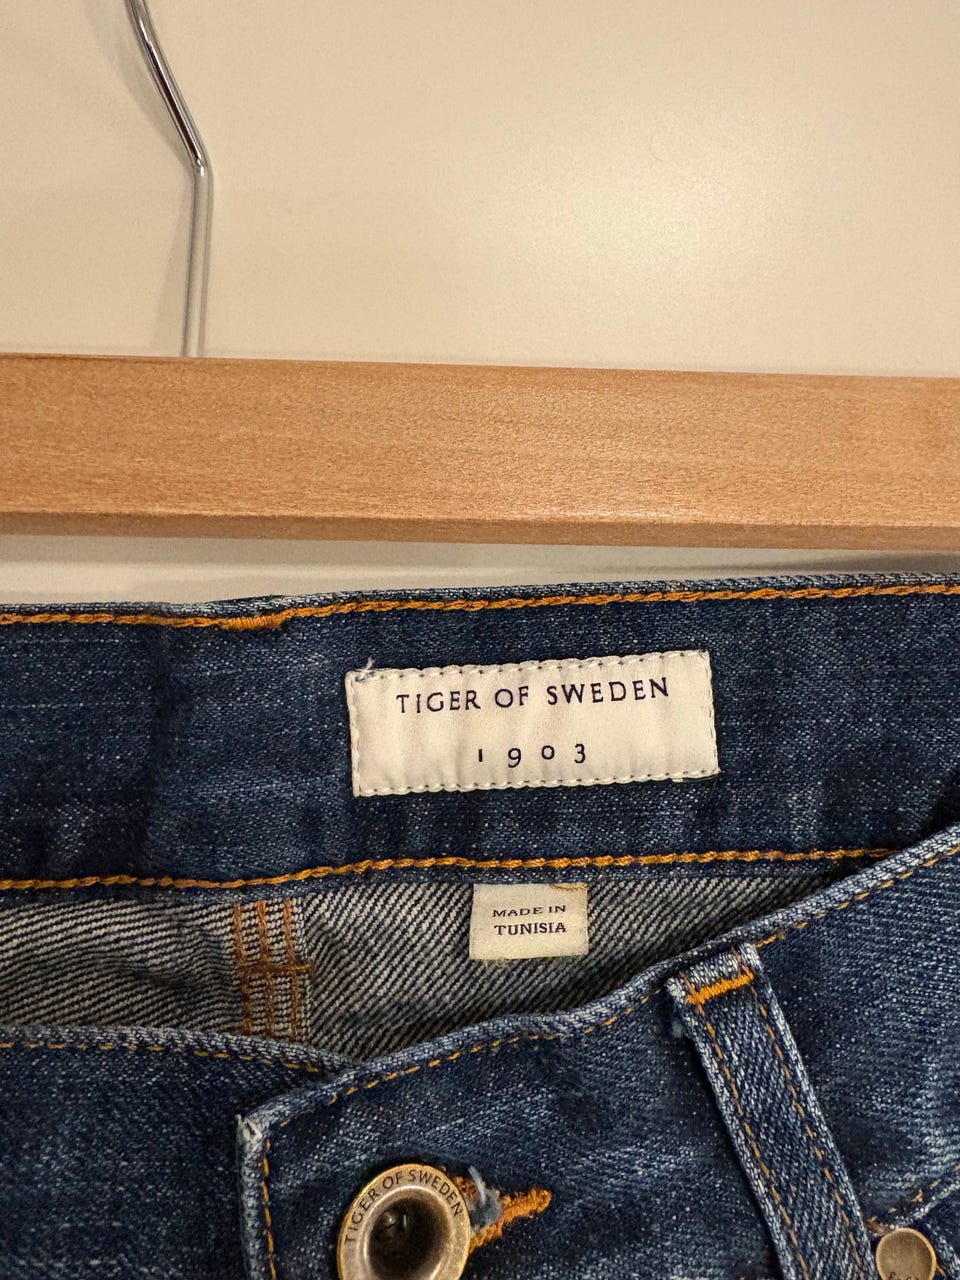 TIGER OF SWEDEN
1903
MADE IN
TUNISIA
TIGER OF SWEDEN